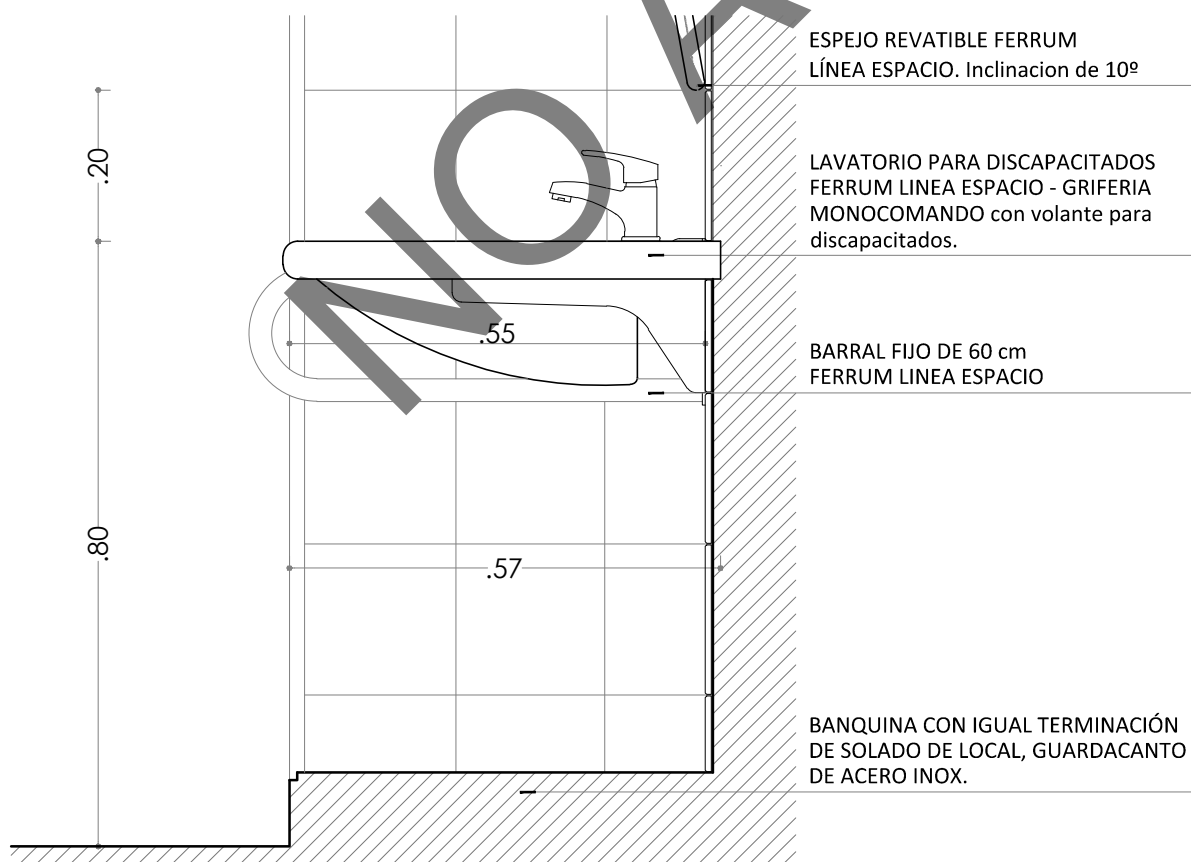 ESPEJO REVATIBLE FERRUM
LÍNEA ESPACIO. Inclinacion de 10º
.20
LAVATORIO PARA DISCAPACITADOS
FERRUM LINEA ESPACIO - GRIFERIA
MONOCOMANDO con volante para
discapacitados.
.55
BARRAL FIJO DE 60 cm
FERRUM LINEA ESPACIO
.80
.57
BANQUINA CON IGUAL TERMINACIÓN
DE SOLADO DE LOCAL, GUARDACANTO
DE ACERO INOX.
NO A